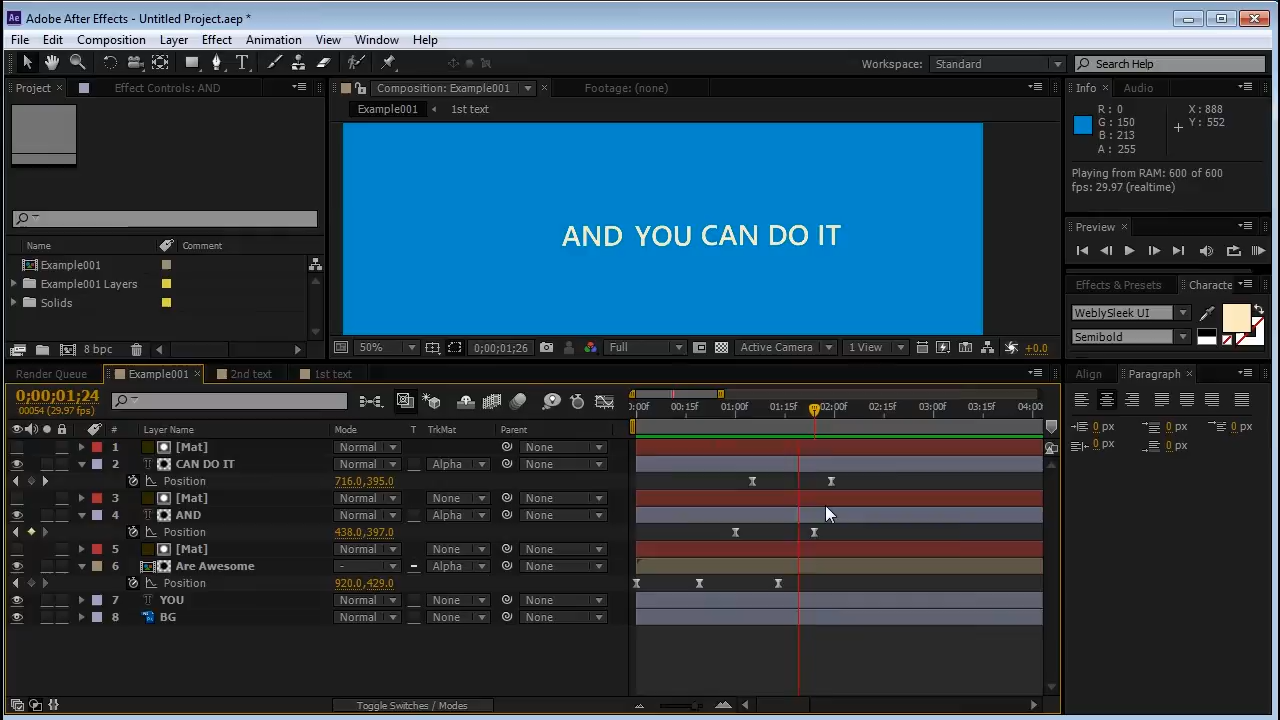 Adobe After Effects - Untitled Project.aep *
File Edit Composition Layer Effect Animation View Window Help
Workspace: Standard Search Help
Project Effect Controls: AND
Composition: Example001 Footage: (none)
Info Audio
Example001 1st text
R: 0
G: 150
B: 213
A: 255
X: 888
Y: 552
Playing from RAM: 600 of 600
fps: 29.97 (realtime)
AND YOU CAN DO IT
Preview
Name Comment
Example001
Example001 Layers
Solids
Effects & Presets Characte
WeblySleek UI
Semibold
8 bpc
50% 0;00;01;26 Full Active Camera 1 View +0.0
Render Queue Example001 2nd text 1st text
Align Paragraph
0;00;01;24
00054 (29.97 fps)
0:00f 00:15f 01:00f 01:15f 02:00f 02:15f 03:00f 03:15f 04:00f
0 px 0 px 0 px
0 px 0 px
# Layer Name Mode T TrkMat Parent
1 [Mat] Normal None
2 CAN DO IT Normal Alpha None
Position 716.0,395.0
3 [Mat] Normal None None
4 AND Normal Alpha None
Position 438.0,397.0
5 [Mat] Normal None None
6 Are Awesome - Alpha None
Position 920.0,429.0
7 YOU Normal None None
8 BG Normal None None
Toggle Switches / Modes